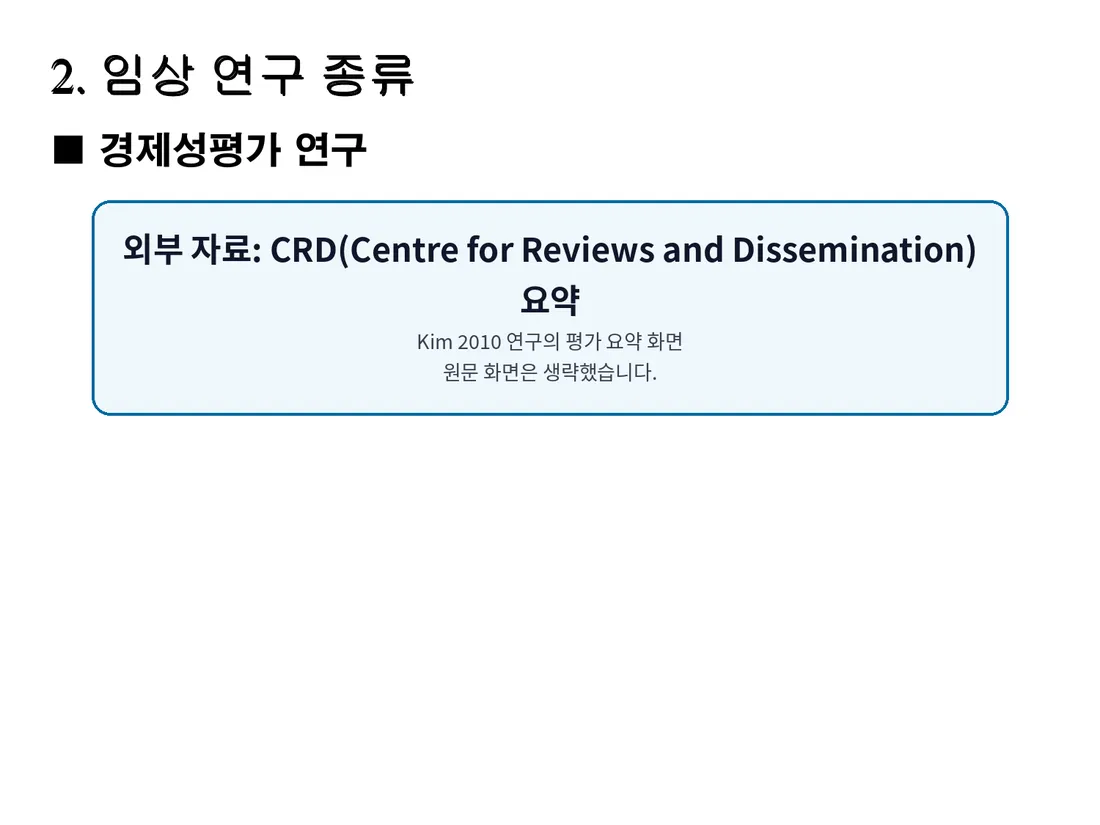 2. 임상 연구 종류
■ 경제성평가 연구
외부 자료: CRD(Centre for Reviews and Dissemination)
요약
Kim 2010 연구의 평가 요약 화면
원문 화면은 생략했습니다.